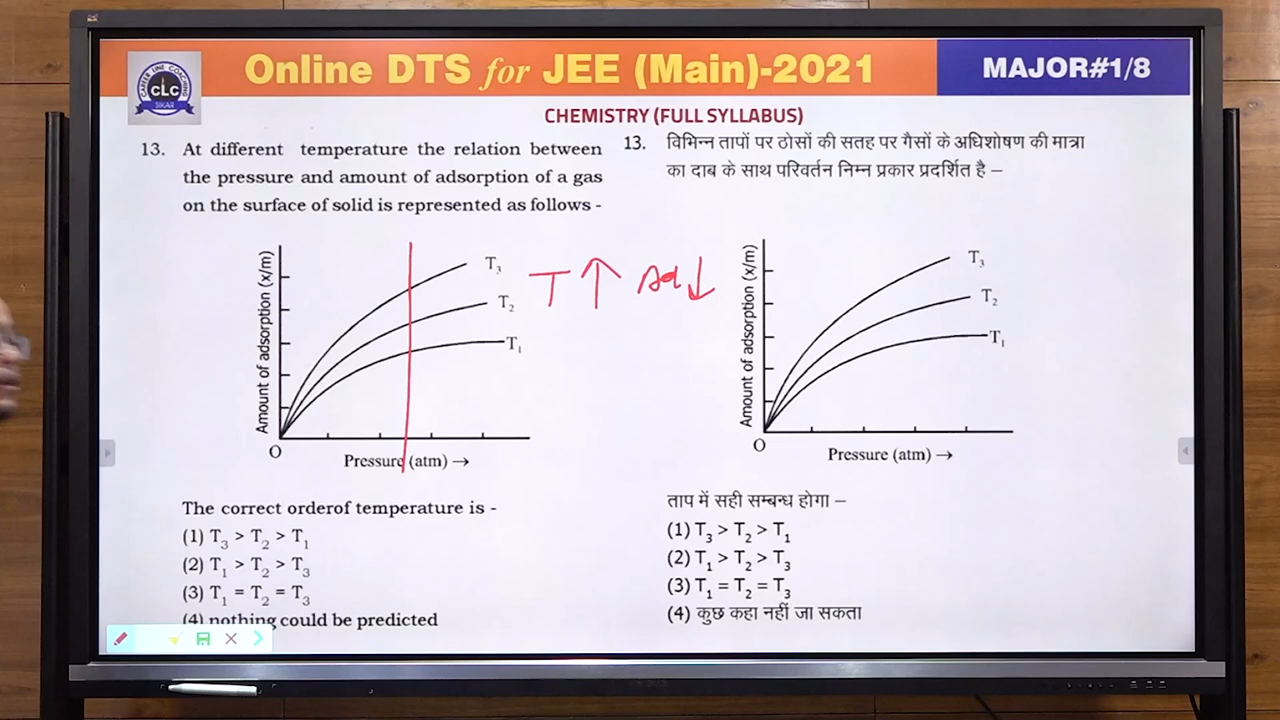 Online DTS for JEE (Main)-2021
MAJOR#1/8
CAREER LINE COACHING
CLC
SIKAR
CHEMISTRY (FULL SYLLABUS)
13. At different temperature the relation between
the pressure and amount of adsorption of a gas
on the surface of solid is represented as follows -
Amount of adsorption (x/m)
T₃
T₂
T₁
O
Pressure (atm) →
T ↑ Ad ↓
The correct orderof temperature is -
(1) T₃ > T₂ > T₁
(2) T₁ > T₂ > T₃
(3) T₁ = T₂ = T₃
(4) nothing could be predicted
13. विभिन्न तापों पर ठोसों की सतह पर गैसों के अधिशोषण की मात्रा
का दाब के साथ परिवर्तन निम्न प्रकार प्रदर्शित है –
Amount of adsorption (x/m)
T₃
T₂
T₁
O
Pressure (atm) →
ताप में सही सम्बन्ध होगा –
(1) T₃ > T₂ > T₁
(2) T₁ > T₂ > T₃
(3) T₁ = T₂ = T₃
(4) कुछ कहा नहीं जा सकता